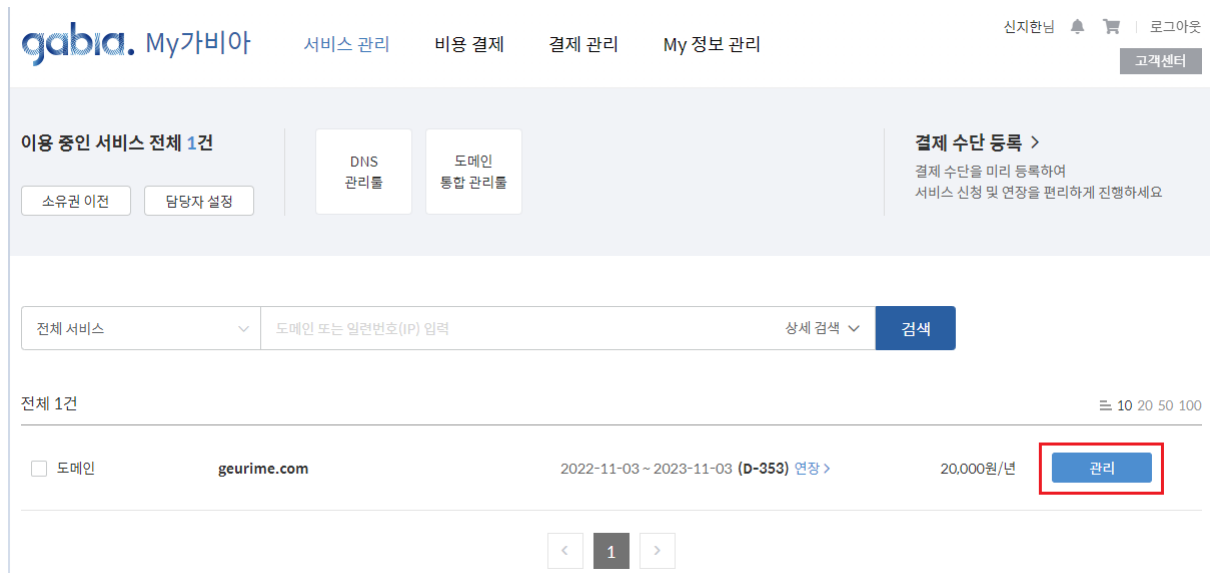 gabia. My가비아 서비스 관리 비용 결제 결제 관리 My 정보 관리
신지한님 로그아웃
고객센터
이용 중인 서비스 전체 1건
소유권 이전 담당자 설정
DNS
관리툴
도메인
통합 관리툴
결제 수단 등록 >
결제 수단을 미리 등록하여
서비스 신청 및 연장을 편리하게 진행하세요
전체 서비스 도메인 또는 일련번호(IP) 입력 상세 검색 검색
전체 1건 10 20 50 100
도메인 geurime.com 2022-11-03 ~ 2023-11-03 (D-353) 연장 > 20,000원/년 관리
< 1 >